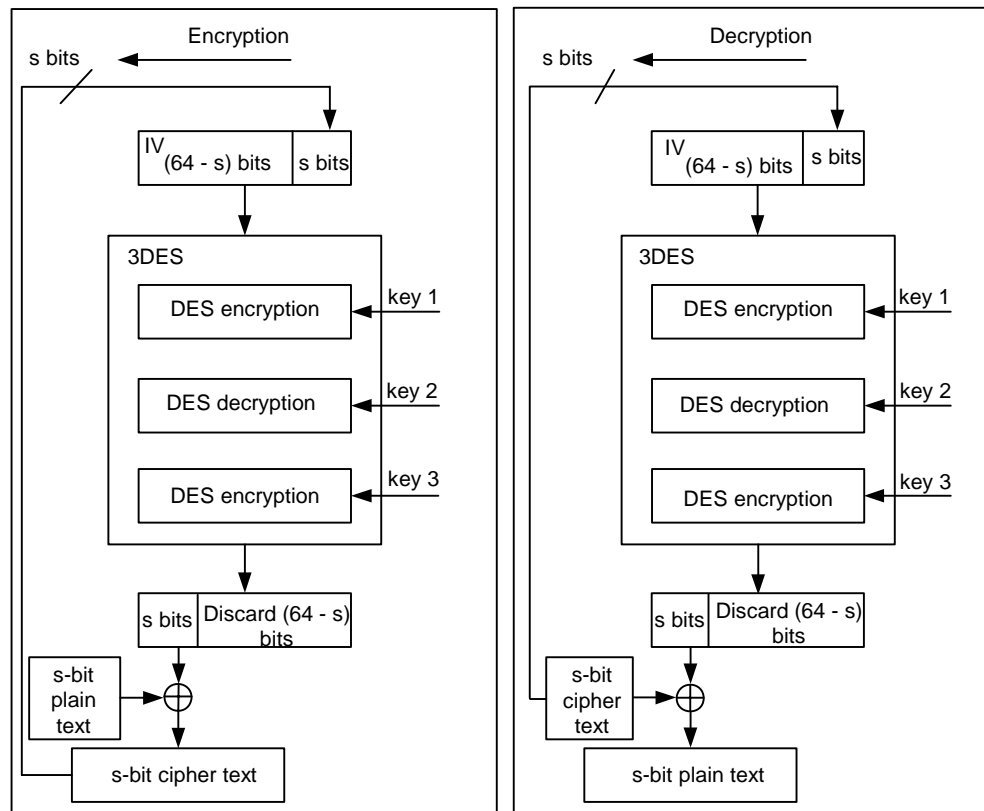 Encryption
s bits
IV
(64 - s) bits
s bits
3DES
DES encryption
key 1
DES decryption
key 2
DES encryption
key 3
s bits
Discard (64 - s)
bits
s-bit
plain
text
s-bit cipher text
Decryption
s bits
IV
(64 - s) bits
s bits
3DES
DES encryption
key 1
DES decryption
key 2
DES encryption
key 3
s bits
Discard (64 - s)
bits
s-bit
cipher
text
s-bit plain text